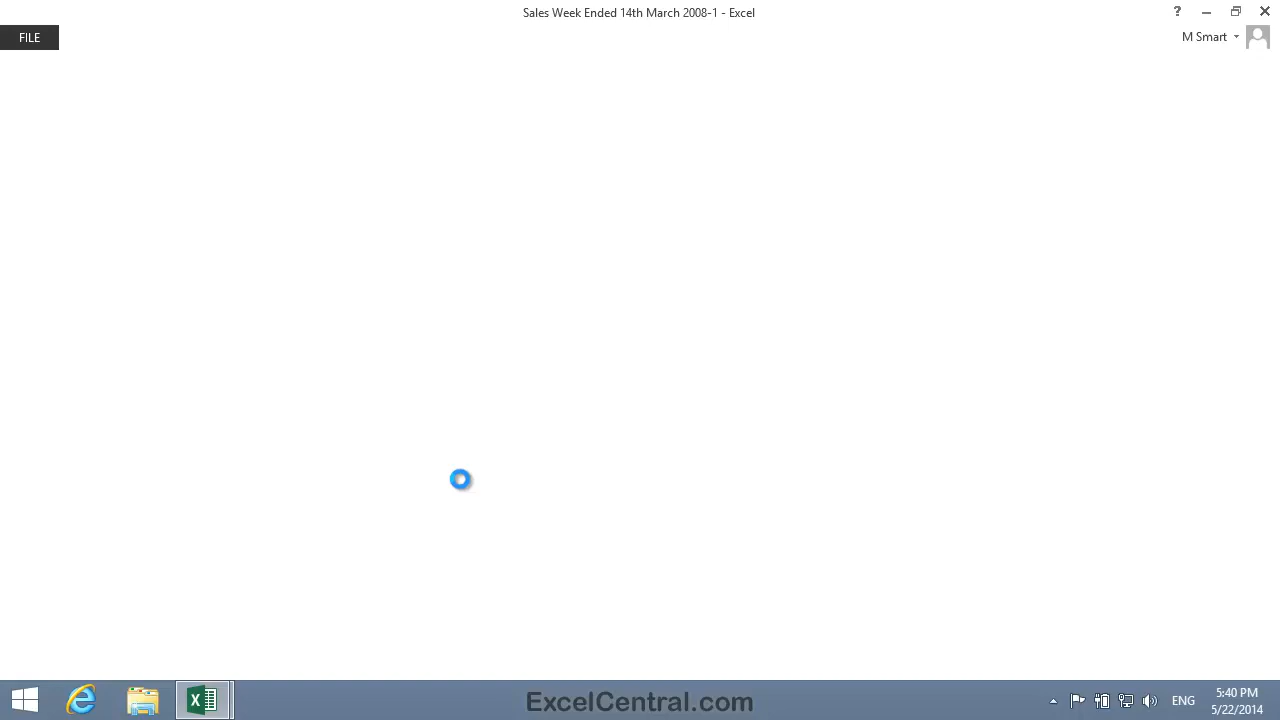 Sales Week Ended 14th March 2008-1 - Excel
?
FILE
M Smart
ExcelCentral.com
ENG
5:40 PM
5/22/2014